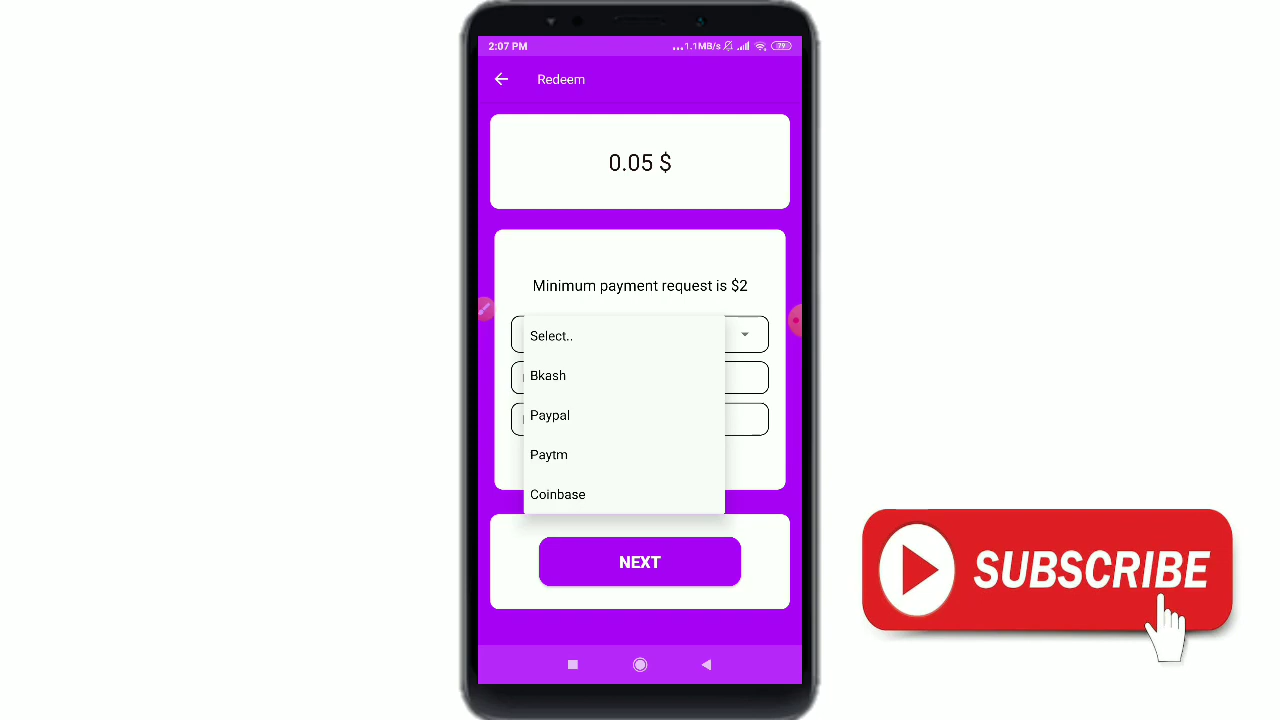 2:07 PM
...1.1MB/s
79
Redeem
0.05 $
Minimum payment request is $2
Select..
Bkash
Paypal
Paytm
Coinbase
NEXT
SUBSCRIBE